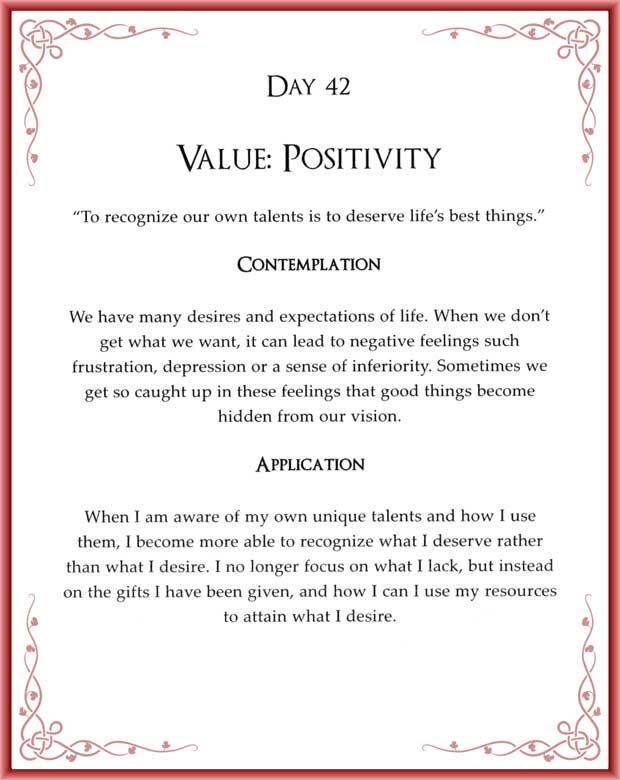 Day 42
Value: Positivity
“To recognize our own talents is to deserve life’s best things.”
Contemplation
We have many desires and expectations of life. When we don’t
get what we want, it can lead to negative feelings such
frustration, depression or a sense of inferiority. Sometimes we
get so caught up in these feelings that good things become
hidden from our vision.
Application
When I am aware of my own unique talents and how I use
them, I become more able to recognize what I deserve rather
than what I desire. I no longer focus on what I lack, but instead
on the gifts I have been given, and how I can I use my resources
to attain what I desire.